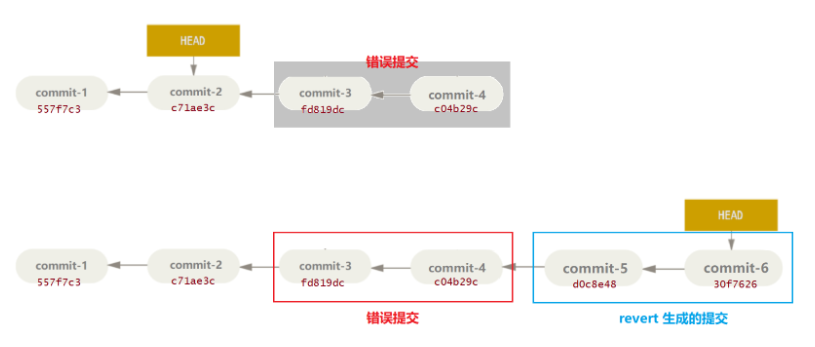 HEAD
错误提交
commit-1
commit-2
commit-3
commit-4
557f7c3
c71ae3c
fd819dc
c04b29c
HEAD
commit-1
commit-2
commit-3
commit-4
commit-5
commit-6
557f7c3
c71ae3c
fd819dc
c04b29c
d0c8e48
30f7626
错误提交
revert 生成的提交